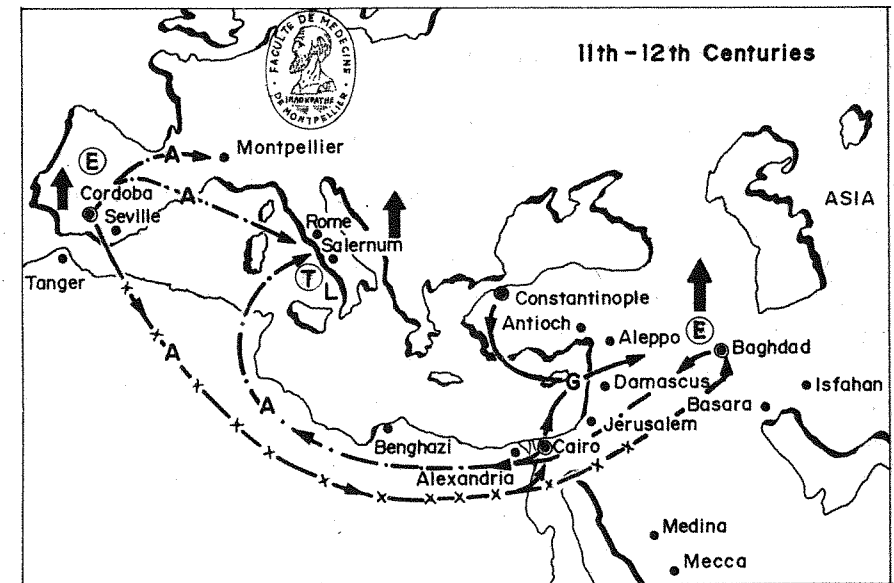 11th-12th Centuries
FACULTE DE MEDECINE
DE MONTPELLIER
A
Montpellier
E
ASIA
Cordoba
A
Seville
Rome
Salernum
T
L
Tanger
Constantinople
Antioch
Aleppo
E
Baghdad
A
G
Damascus
Isfahan
Basara
A
Jerusalem
Benghazi
Cairo
Alexandria
Medina
Mecca